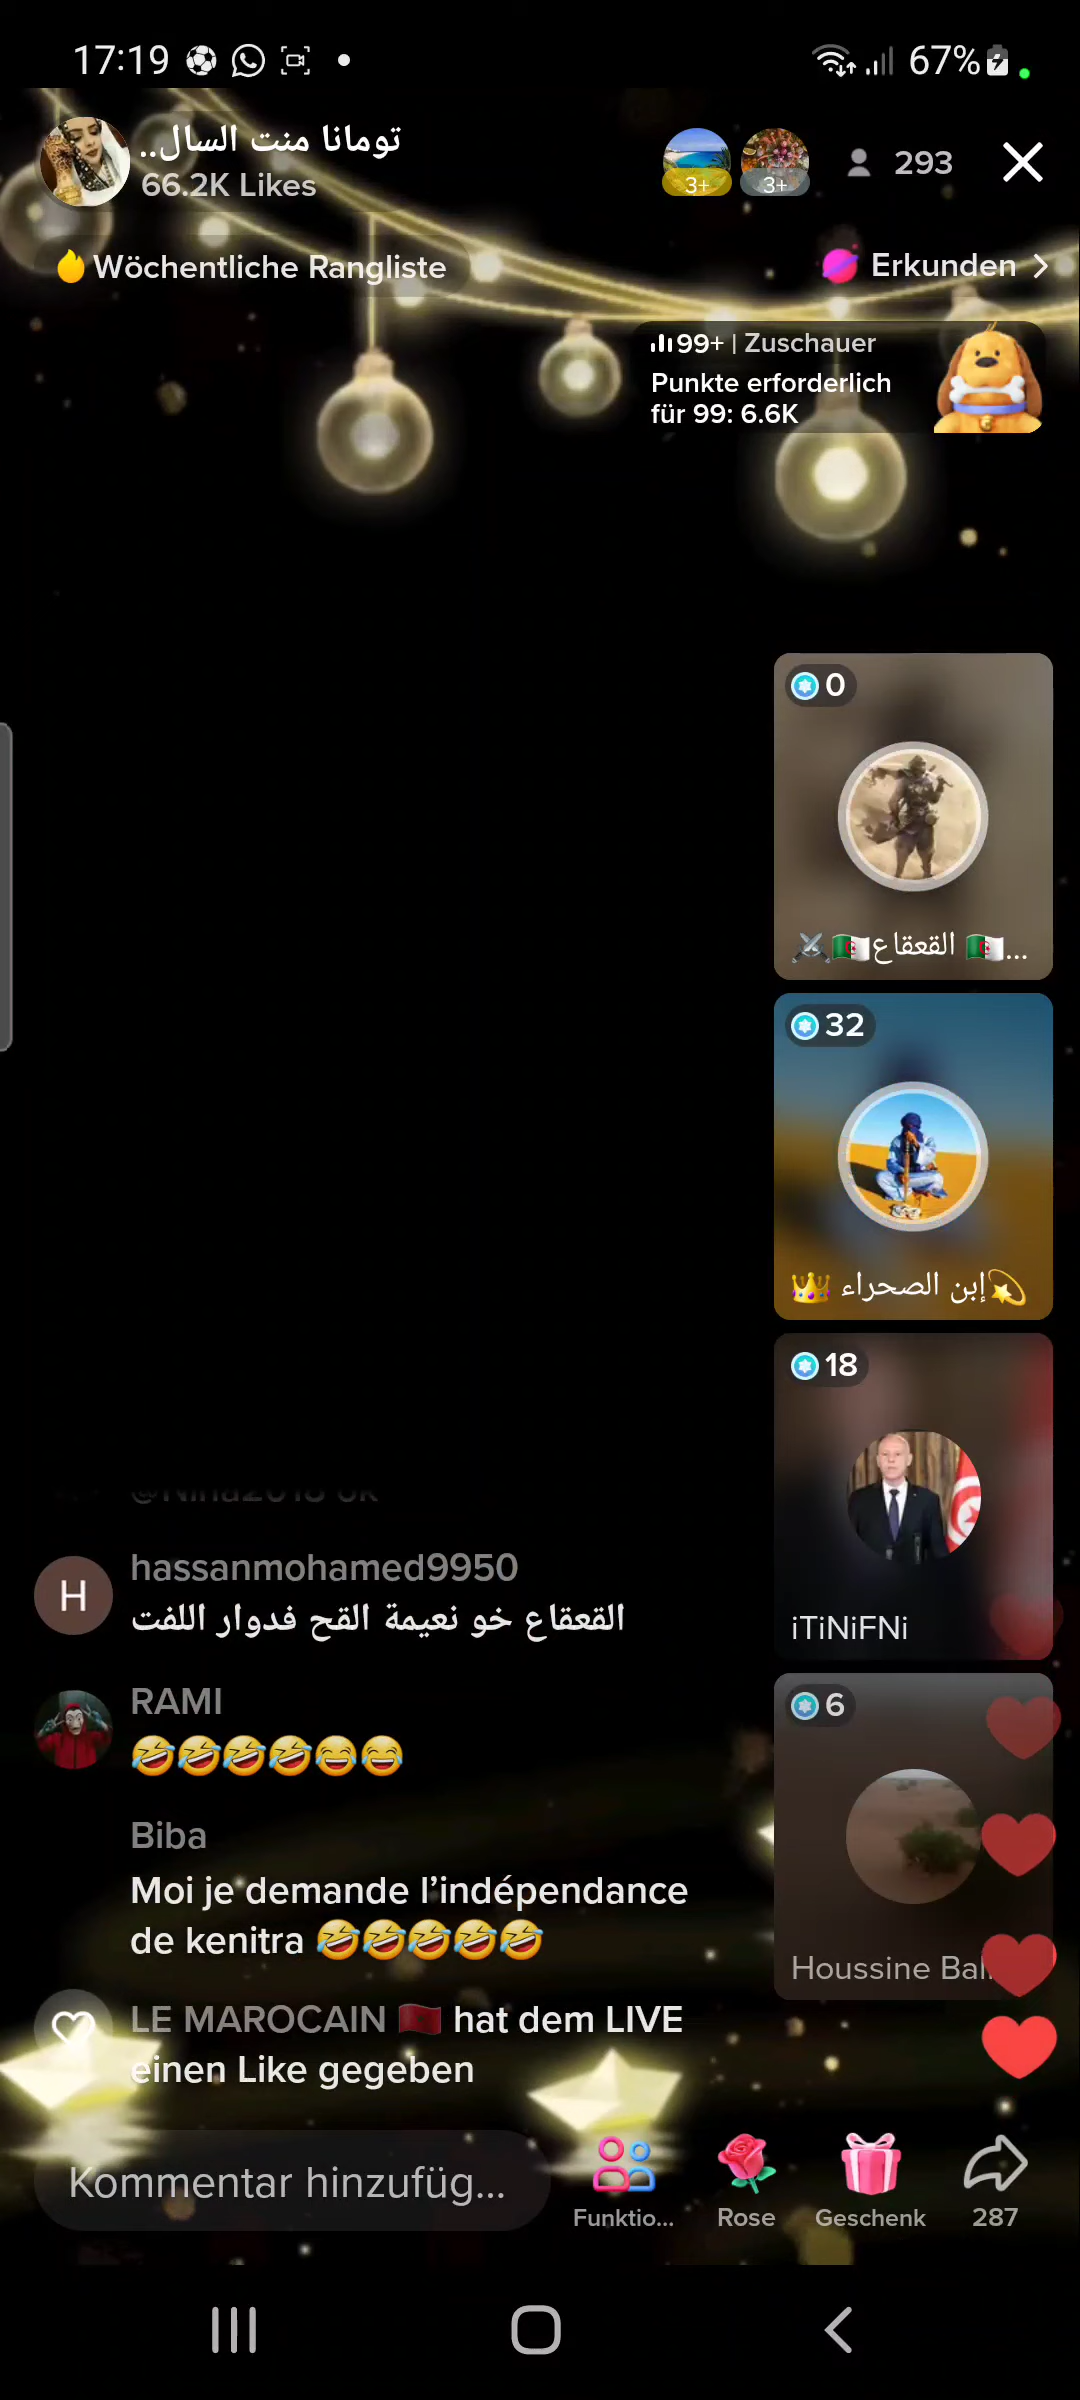 17:19
67%
تومانا منت السال..
66.2K Likes
3+
3+
293
Wöchentliche Rangliste
Erkunden
99+ | Zuschauer
Punkte erforderlich
für 99: 6.6K
0
القعقاع ...
32
إبن الصحراء
18
iTiNiFNi
6
Houssine
hassanmohamed9950
H
القعقاع خو نعيمة القح فدوار اللفت
RAMI
🤣🤣🤣🤣😂😂
Biba
Moi je demande l’indépendance
de kenitra 🤣🤣🤣🤣🤣
LE MAROCAIN 🇲🇦 hat dem LIVE
einen Like gegeben
Kommentar hinzufüg...
Funktio...
Rose
Geschenk
287